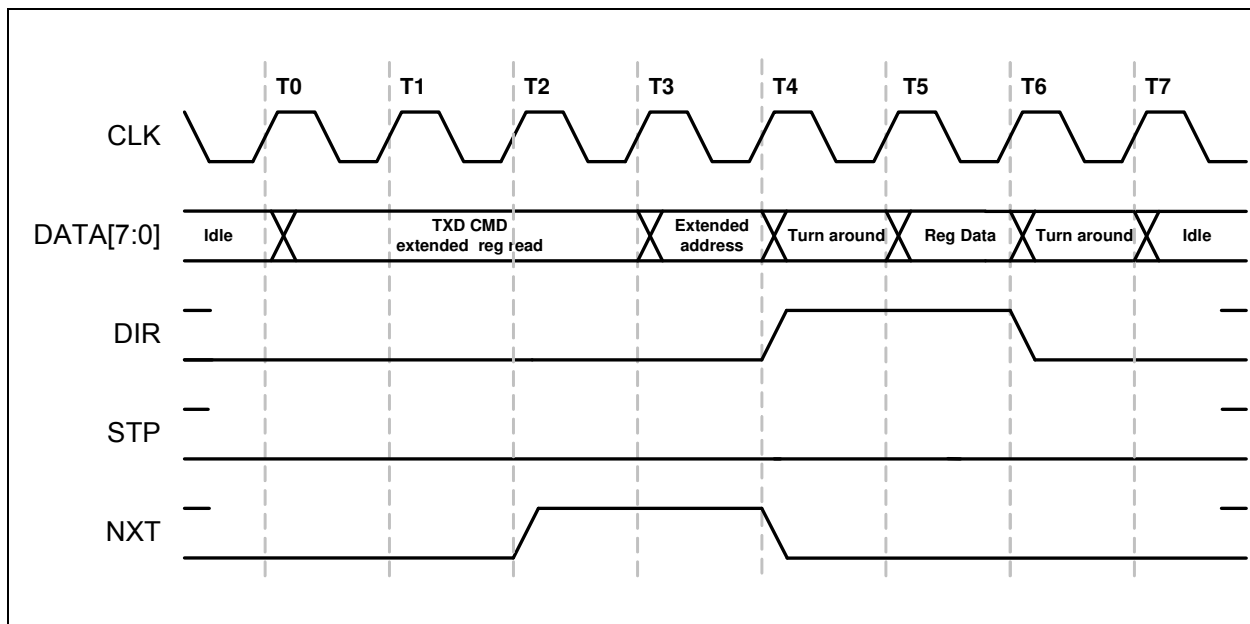 T0 T1 T2 T3 T4 T5 T6 T7
CLK
DATA[7:0]
Idle
TXD CMD
extended reg read
Extended
address
Turn around
Reg Data
Turn around
Idle
DIR
STP
NXT